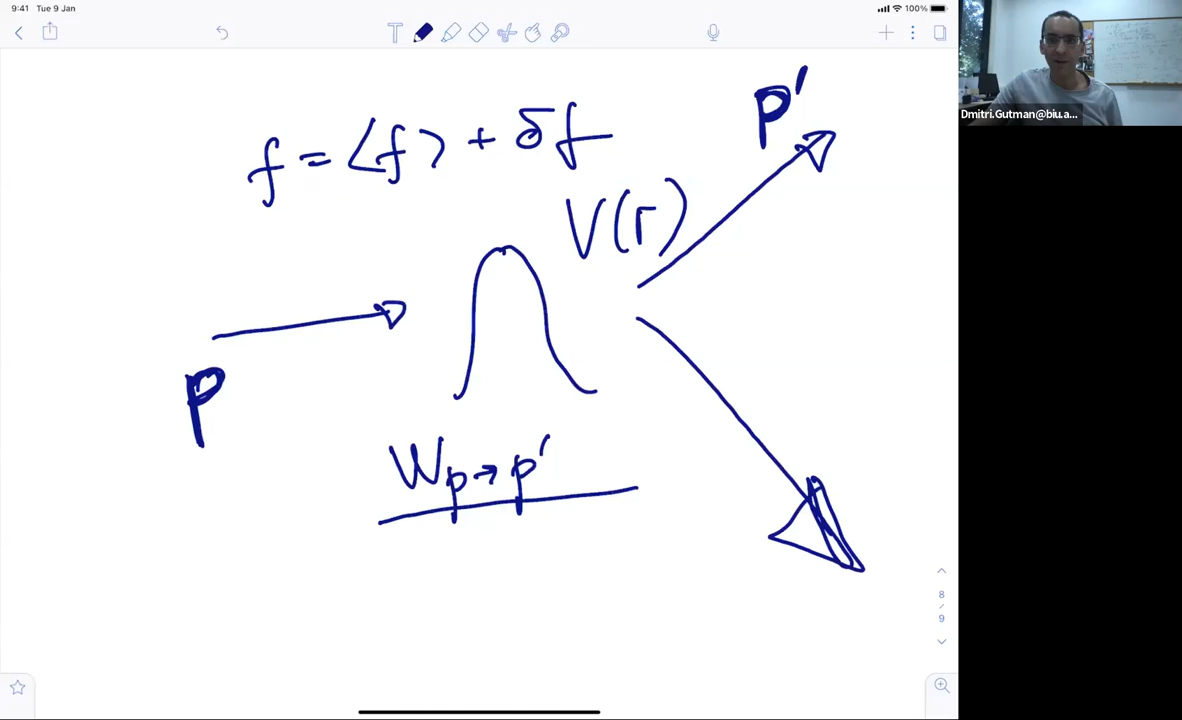 9:41 Tue 9 Jan
100%
f = ⟨f⟩ + δf
p'
V(r)
p
W_{p→p'}
Dmitri.Gutman@biu.a...
8
/
9